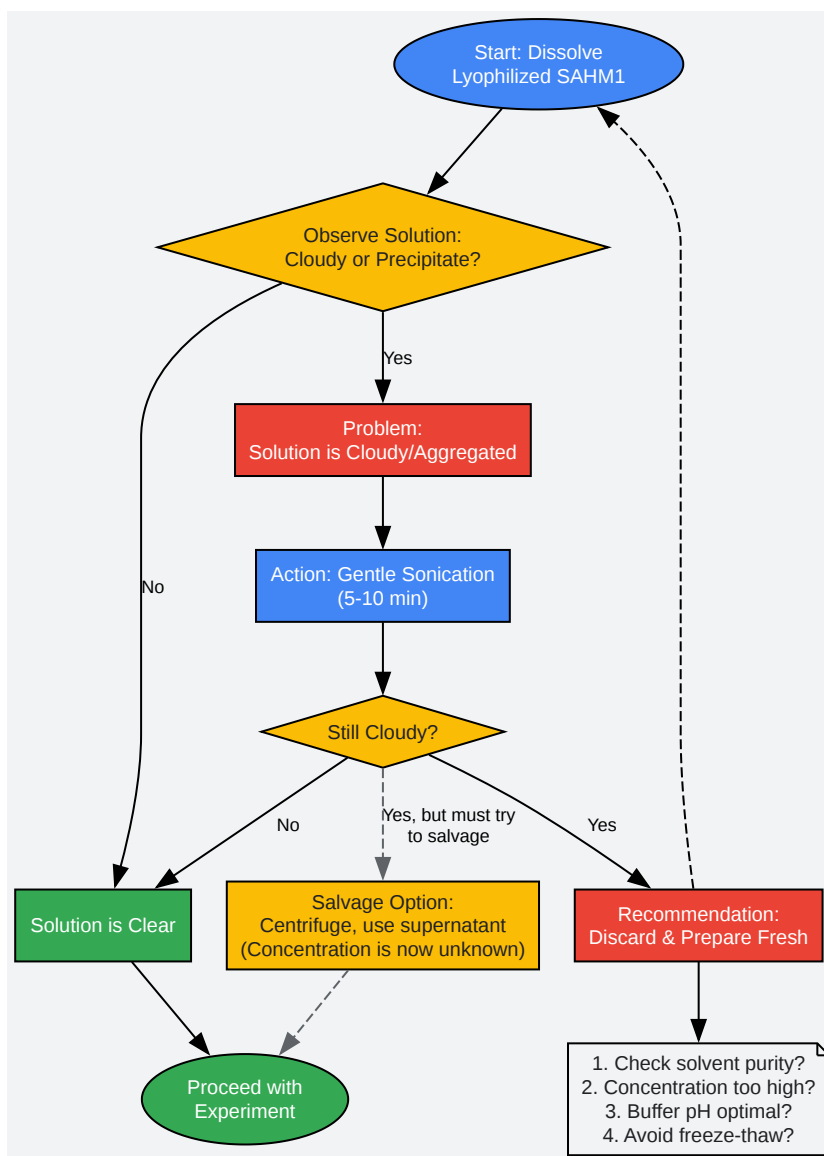 Start: Dissolve
Lyophilized SAHM1
Observe Solution:
Cloudy or Precipitate?
Yes
Problem:
Solution is Cloudy/Aggregated
Action: Gentle Sonication
(5-10 min)
No
Still Cloudy?
No
Yes, but must try
to salvage
Yes
Solution is Clear
Salvage Option:
Centrifuge, use supernatant
(Concentration is now unknown)
Recommendation:
Discard & Prepare Fresh
Proceed with
Experiment
1. Check solvent purity?
2. Concentration too high?
3. Buffer pH optimal?
4. Avoid freeze-thaw?